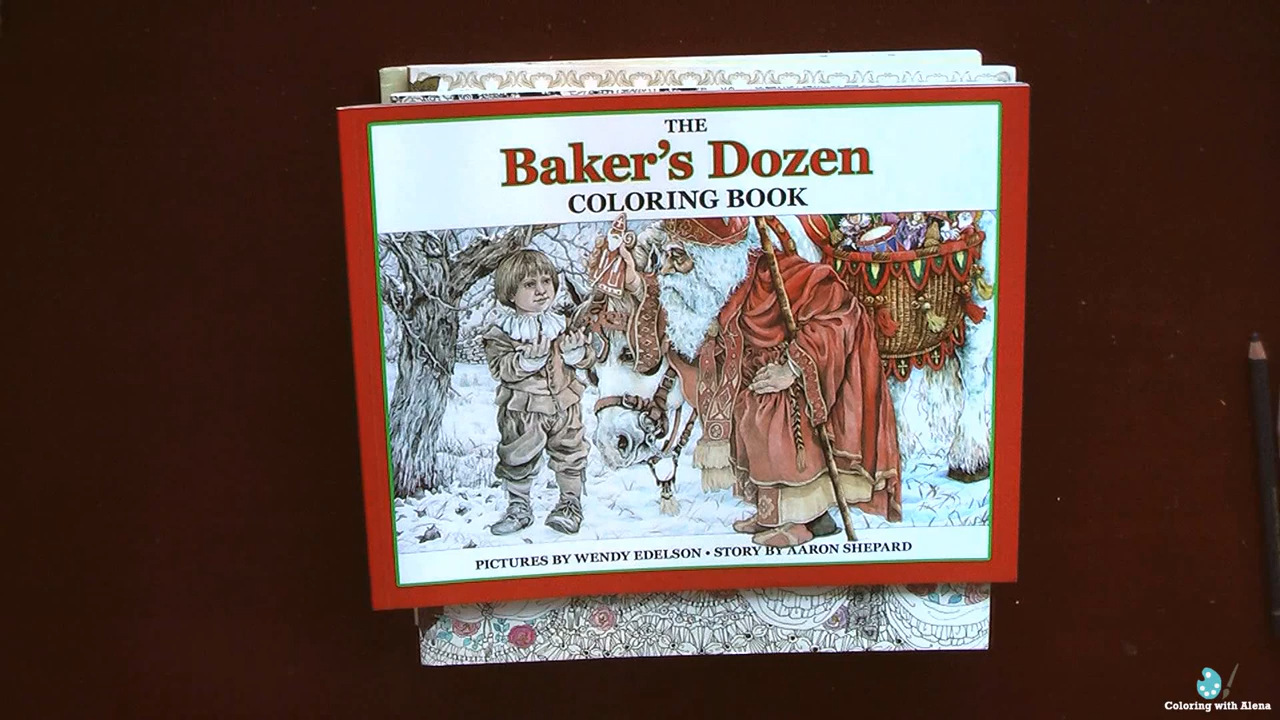 THE
Baker's Dozen
COLORING BOOK
PICTURES BY WENDY EDELSON • STORY BY AARON SHEPARD
Coloring with Alena